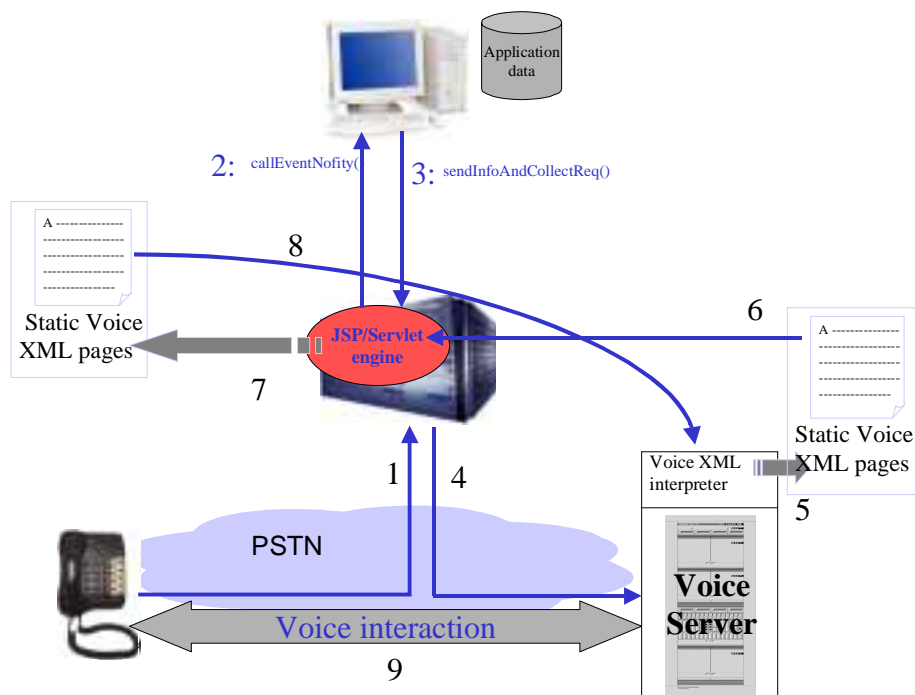 Application
data
2: callEventNofity(
3: sendInfoAndCollectReq()
A
8
Static Voice
XML pages
JSP/Servlet
engine
6
A
7
Static Voice
XML pages
1
4
Voice XML
interpreter
5
PSTN
Voice
Server
Voice interaction
9